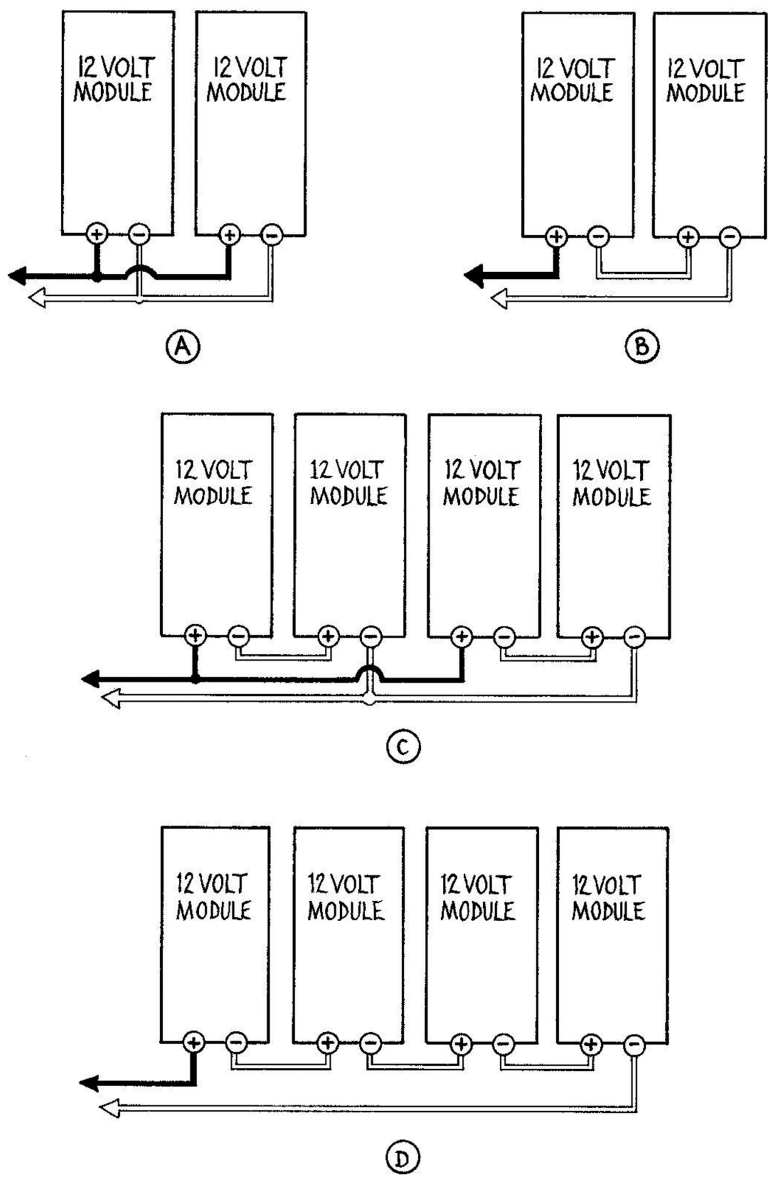 12 VOLT
MODULE
12 VOLT
MODULE
+
-
+
-
A
12 VOLT
MODULE
12 VOLT
MODULE
+
-
+
-
B
12 VOLT
MODULE
12 VOLT
MODULE
12 VOLT
MODULE
12 VOLT
MODULE
+
-
+
-
+
-
+
-
C
12 VOLT
MODULE
12 VOLT
MODULE
12 VOLT
MODULE
12 VOLT
MODULE
+
-
+
-
+
-
+
-
D